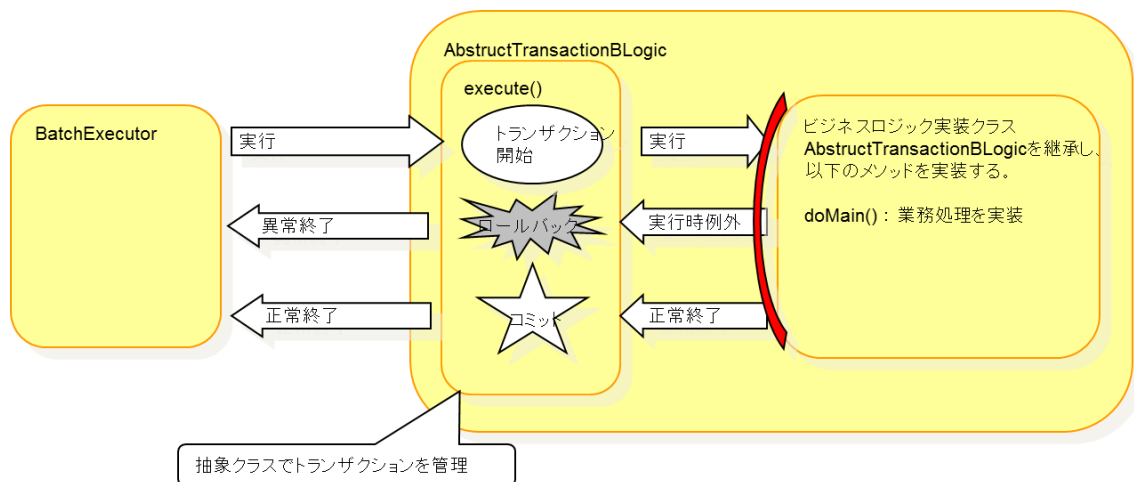 AbstructTransactionBLogic
execute()
BatchExecutor
実行
トランザクション
開始
実行
ビジネスロジック実装クラス
AbstructTransactionBLogicを継承し、
以下のメソッドを実装する。
doMain()： 業務処理を実装
異常終了
ロールバック
実行時例外
正常終了
コミット
正常終了
抽象クラスでトランザクションを管理